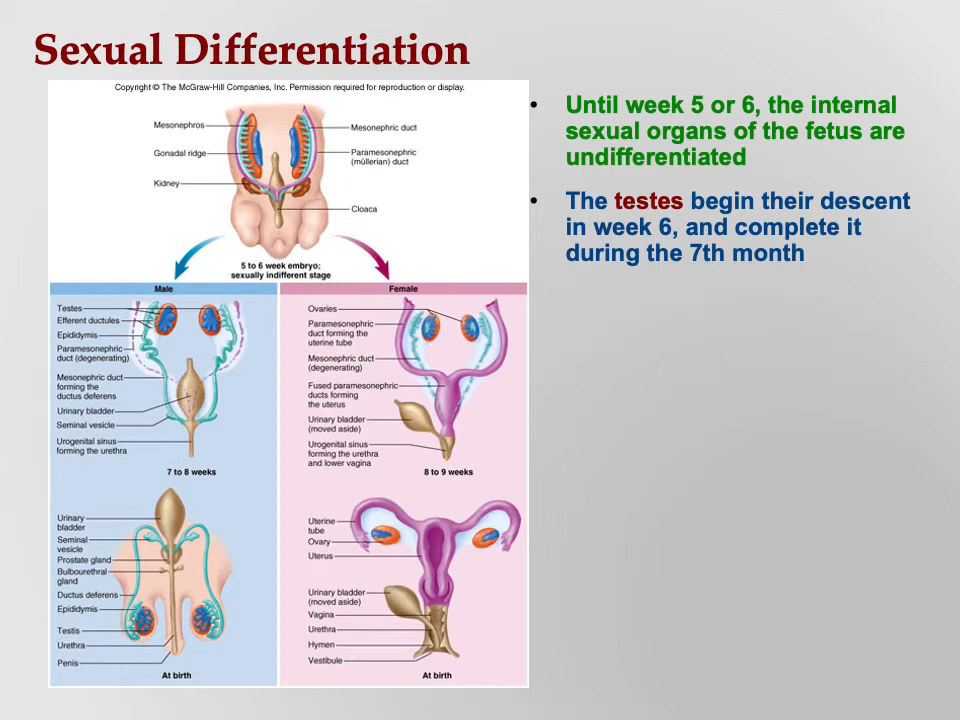 Sexual Differentiation
Copyright © The McGraw-Hill Companies, Inc. Permission required for reproduction or display.
Mesonephros
Gonadal ridge
Kidney
Mesonephric duct
Paramesonephric
(müllerian) duct
Cloaca
5 to 6 week embryo;
sexually indifferent stage
Male
Testes
Efferent ductules
Epididymis
Paramesonephric
duct (degenerating)
Mesonephric duct
forming the
ductus deferens
Urinary bladder
Seminal vesicle
Urogenital sinus
forming the urethra
7 to 8 weeks
Urinary
bladder
Seminal
vesicle
Prostate gland
Bulbourethral
gland
Ductus deferens
Epididymis
Testis
Urethra
Penis
At birth
Female
Ovaries
Paramesonephric
duct forming the
uterine tube
Mesonephric duct
(degenerating)
Fused paramesonephric
ducts forming
the uterus
Urinary bladder
(moved aside)
Urogenital sinus
forming the urethra
and lower vagina
8 to 9 weeks
Uterine
tube
Ovary
Uterus
Urinary bladder
(moved aside)
Vagina
Urethra
Hymen
Vestibule
At birth
• Until week 5 or 6, the internal
sexual organs of the fetus are
undifferentiated
• The testes begin their descent
in week 6, and complete it
during the 7th month